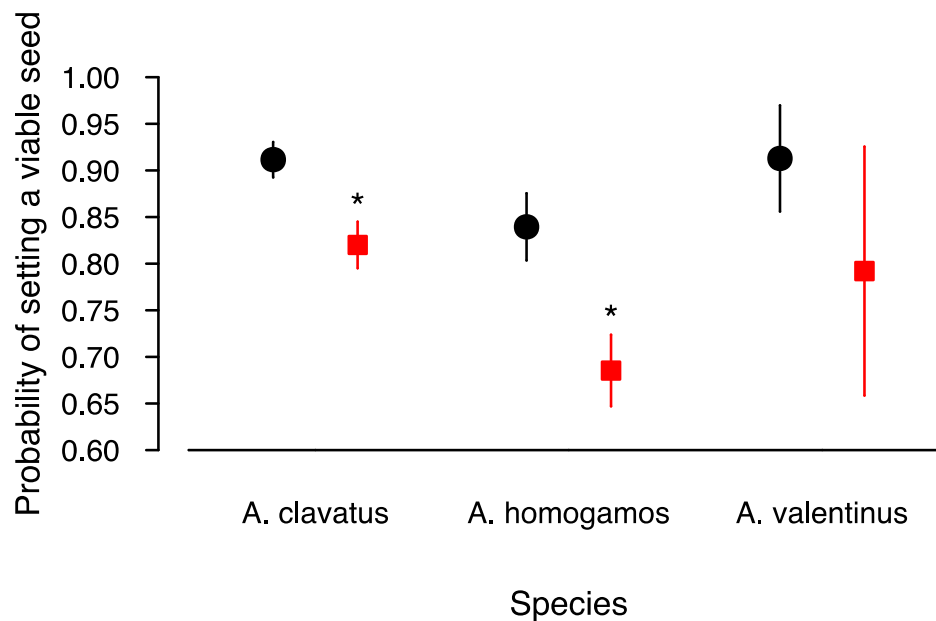 Probability of setting a viable seed
1.00
0.95
0.90
0.85
0.80
0.75
0.70
0.65
0.60
*
*
A. clavatus
A. homogamos
A. valentinus
Species